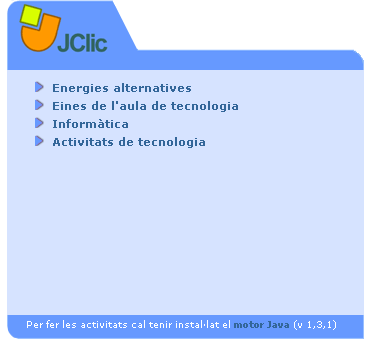 JClic
Energies alternatives
Eines de l'aula de tecnologia
Informàtica
Activitats de tecnologia
Per fer les activitats cal tenir instal·lat el motor Java (v 1,3,1)